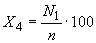 X₄ = N₁/n · 100